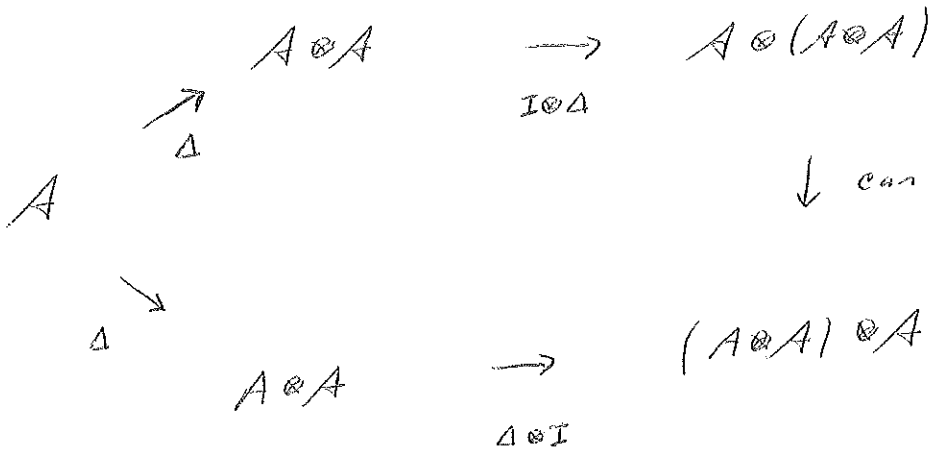 A ⊗ A → A ⊗ (A ⊗ A)
Δ I ⊗ Δ
A ↓ can
Δ (A ⊗ A) ⊗ A
A ⊗ A →
Δ ⊗ I